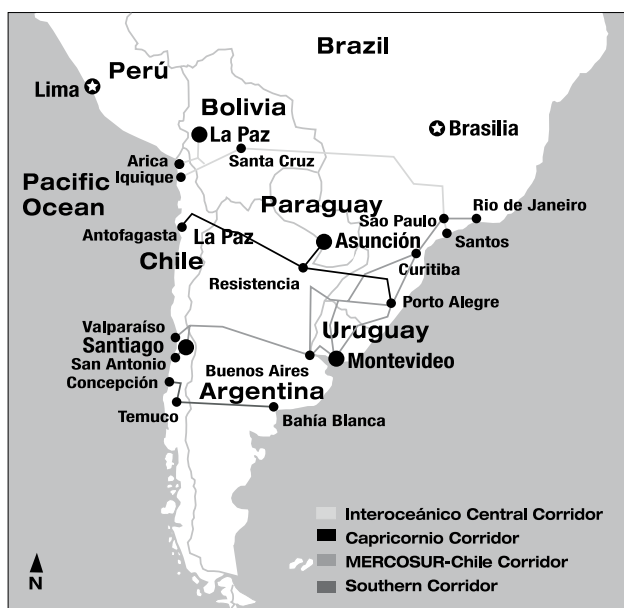 Brazil
Perú
Lima
Bolivia
La Paz
Brasilia
Santa Cruz
Arica
Iquique
Pacific
Ocean
Paraguay
Rio de Janeiro
São Paulo
Antofagasta
La Paz
Asunción
Santos
Chile
Curitiba
Resistencia
Porto Alegre
Valparaíso
Uruguay
Santiago
Montevideo
San Antonio
Buenos Aires
Concepción
Argentina
Temuco
Bahía Blanca
Interoceánico Central Corridor
Capricornio Corridor
MERCOSUR-Chile Corridor
Southern Corridor
N